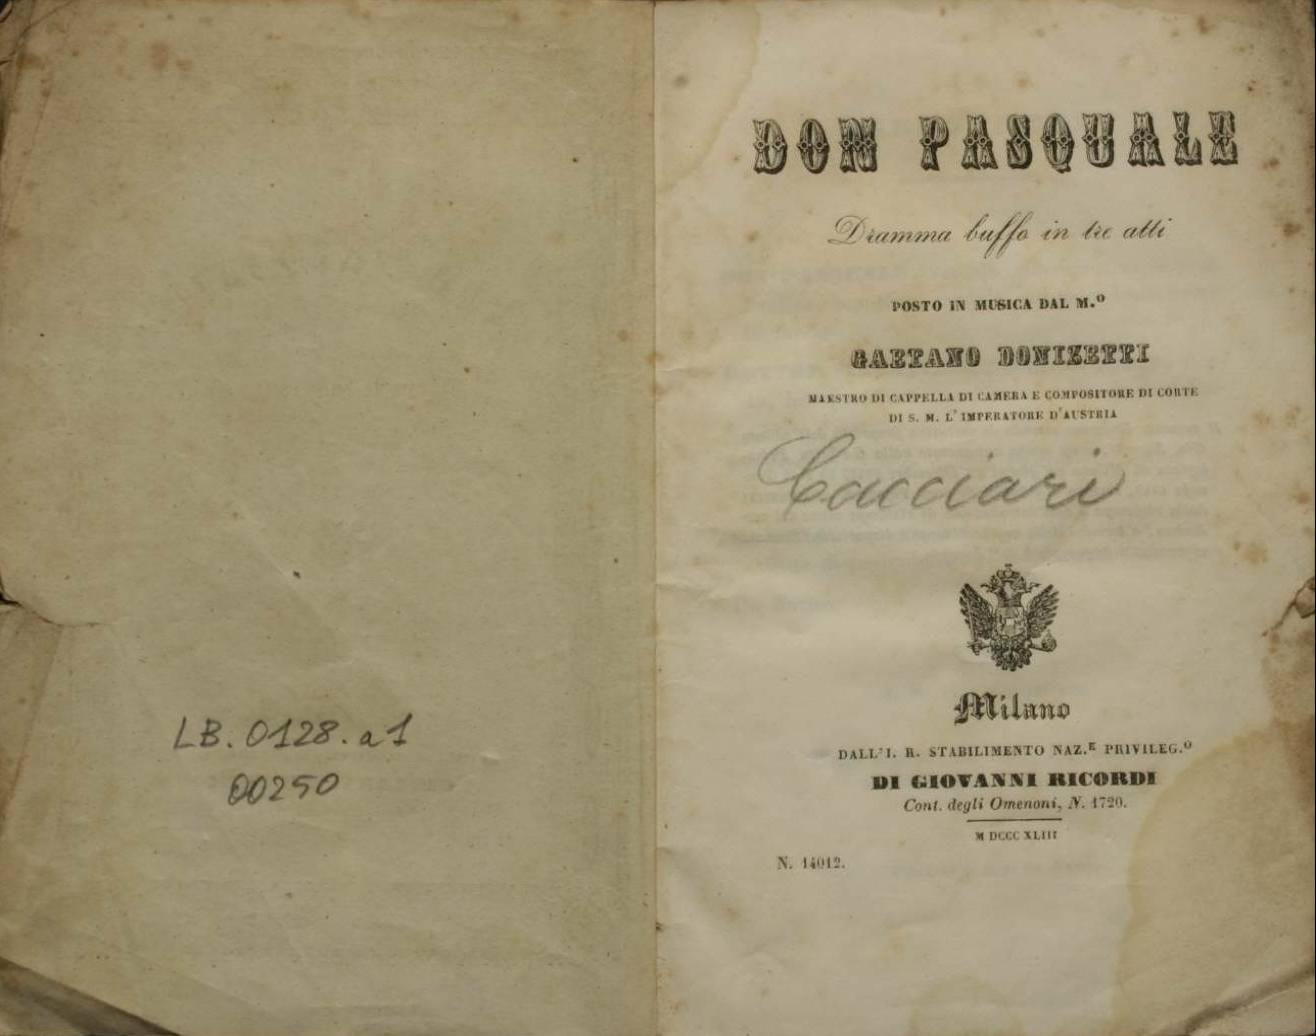 LB. 0128. a1
00250
DON PASQUALE
Dramma buffo in tre atti
POSTO IN MUSICA DAL M.º
GAETANO DONIZETTI
MAESTRO DI CAPPELLA DI CAMERA E COMPOSITORE DI CORTE
DI S. M. L'IMPERATORE D'AUSTRIA
Cacciari
Milano
DALL'I. R. STABILIMENTO NAZ.E PRIVILEG.º
DI GIOVANNI RICORDI
Cont. degli Omenoni, N. 1720.
M DCCC XLIII
N. 14012.